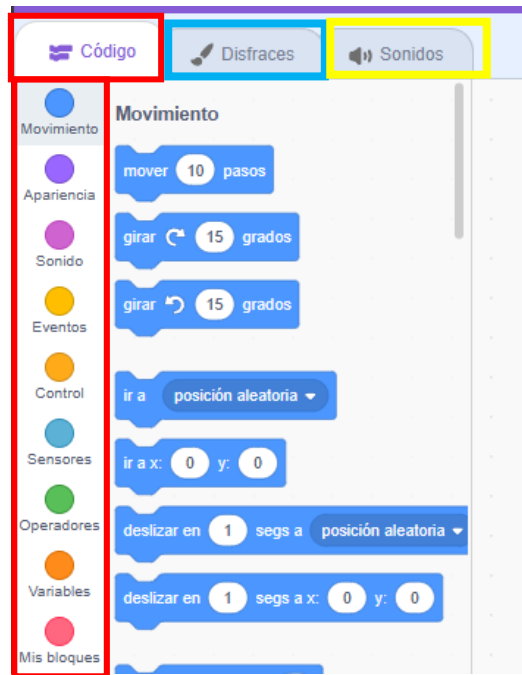 Código
Disfraces
Sonidos
Movimiento
Apariencia
Sonido
Eventos
Control
Sensores
Operadores
Variables
Mis bloques
Movimiento
mover 10 pasos
girar 15 grados
girar 15 grados
ir a posición aleatoria
ir a x: 0 y: 0
deslizar en 1 segs a posición aleatoria
deslizar en 1 segs a x: 0 y: 0